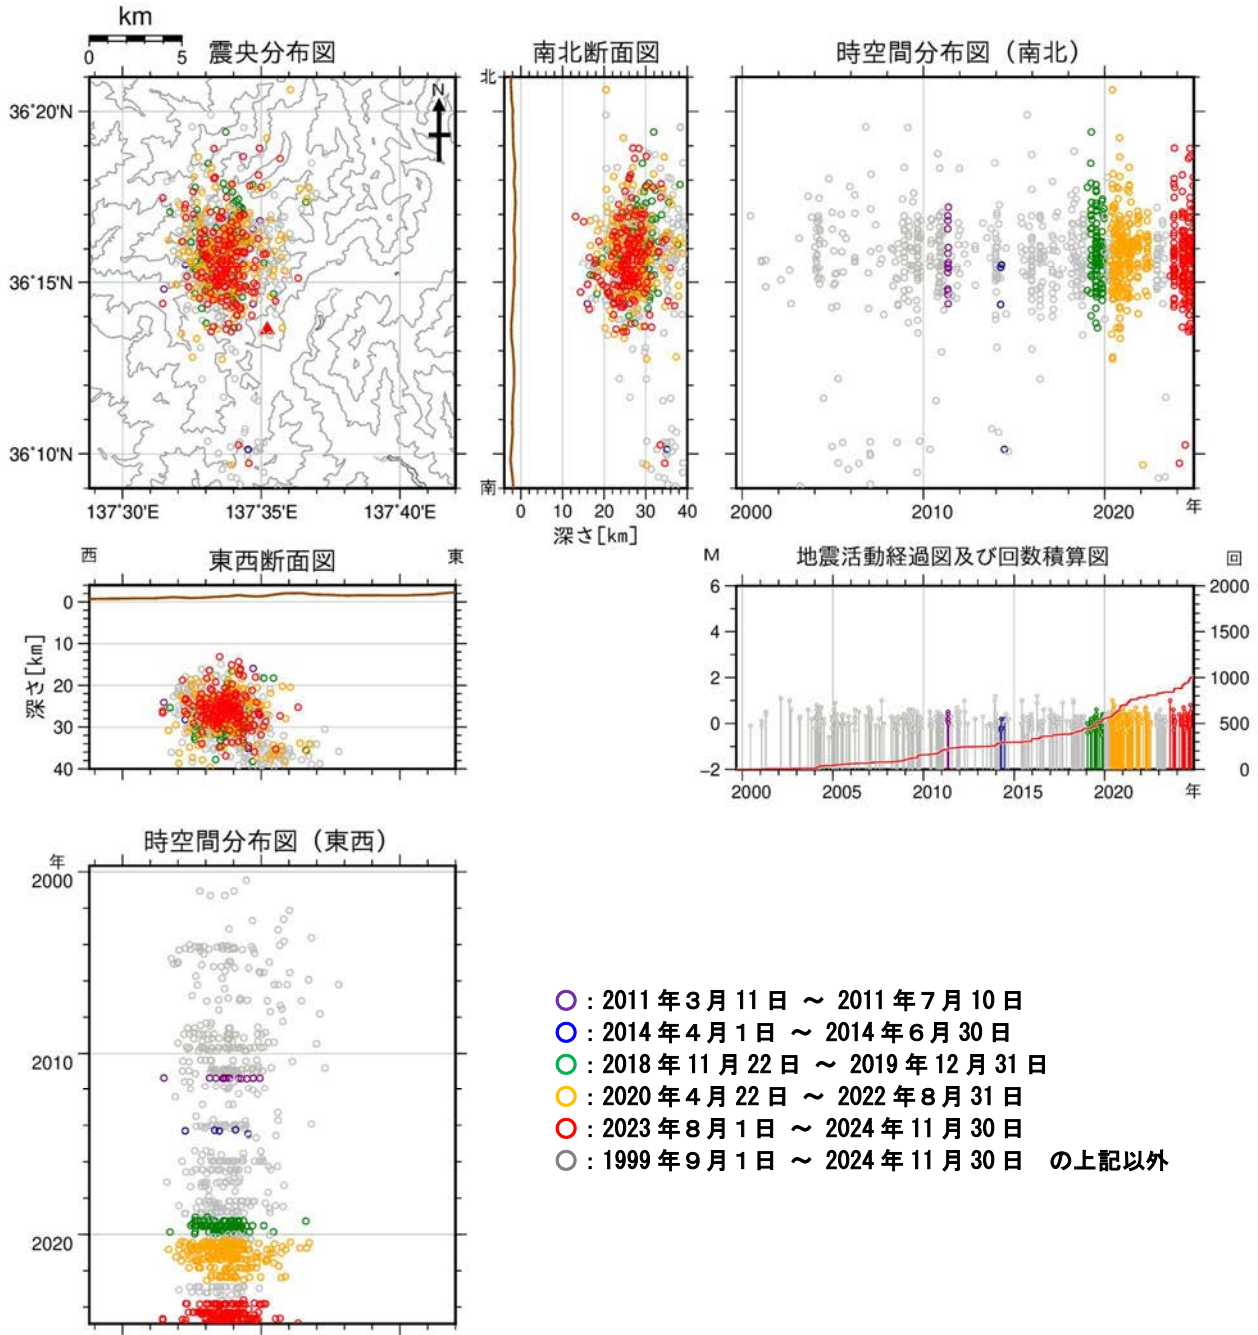 km
0 5
震央分布図
N
36°20'N
36°15'N
36°10'N
137°30'E 137°35'E 137°40'E
南北断面図
北
南
0 10 20 30 40
深さ[km]
時空間分布図（南北）
2000 2010 2020 年
西 東西断面図 東
0
10
20
30
40
深さ[km]
M 地震活動経過図及び回数積算図 回
6
4
2
0
-2
2000
1500
1000
500
0
2000 2005 2010 2015 2020 年
時空間分布図（東西）
年
2000
2010
2020
：2011年3月11日 ～ 2011年7月10日
：2014年4月1日 ～ 2014年6月30日
：2018年11月22日 ～ 2019年12月31日
：2020年4月22日 ～ 2022年8月31日
：2023年8月1日 ～ 2024年11月30日
：1999年9月1日 ～ 2024年11月30日 の上記以外